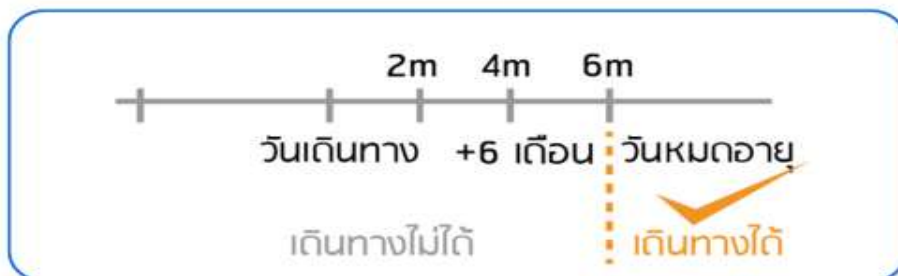 2m 4m 6m
วันเดินทาง +6 เดือน วันหมดอายุ
เดินทางไม่ได้ เดินทางได้